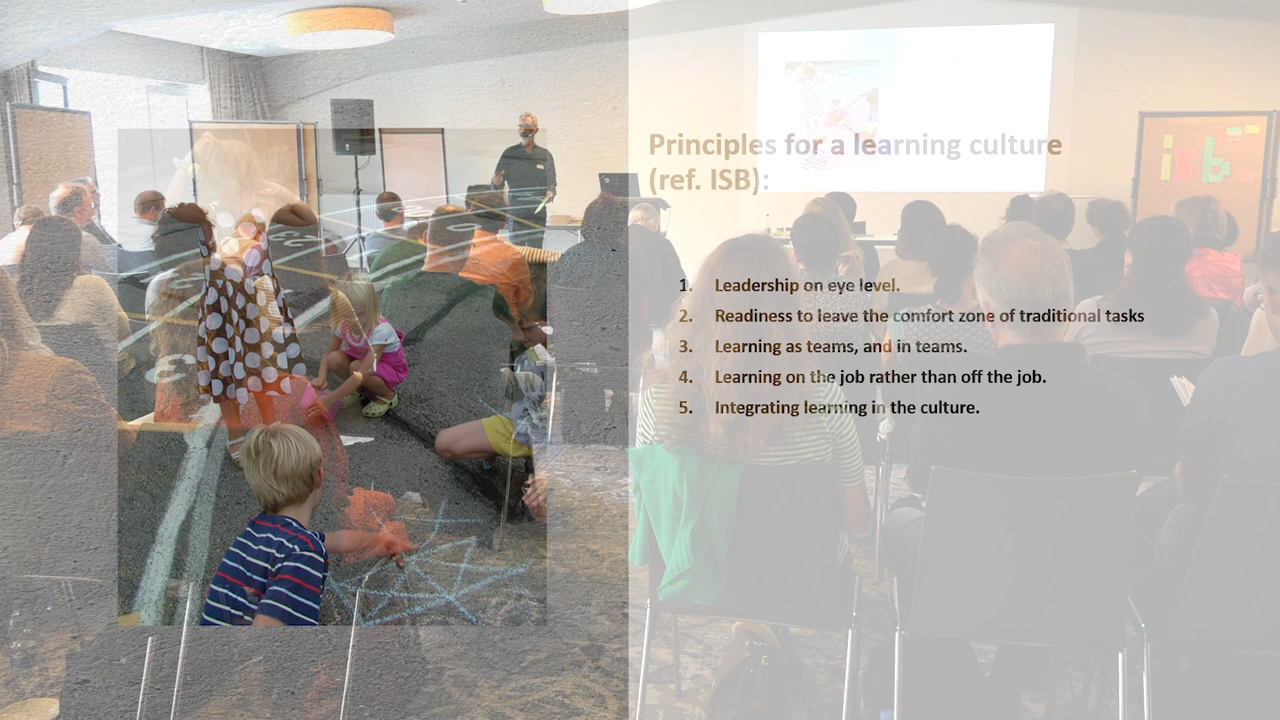 Principles for a learning culture
(ref. ISB):
isb
1. Leadership on eye level.
2. Readiness to leave the comfort zone of traditional tasks
3. Learning as teams, and in teams.
4. Learning on the job rather than off the job.
5. Integrating learning in the culture.